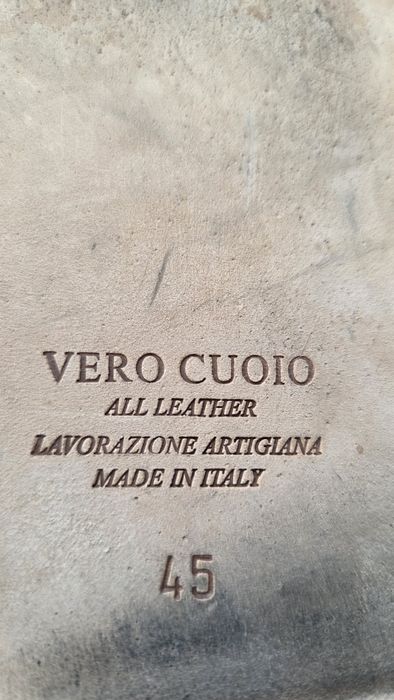 VERO CUOIO
ALL LEATHER
LAVORAZIONE ARTIGIANA
MADE IN ITALY
45